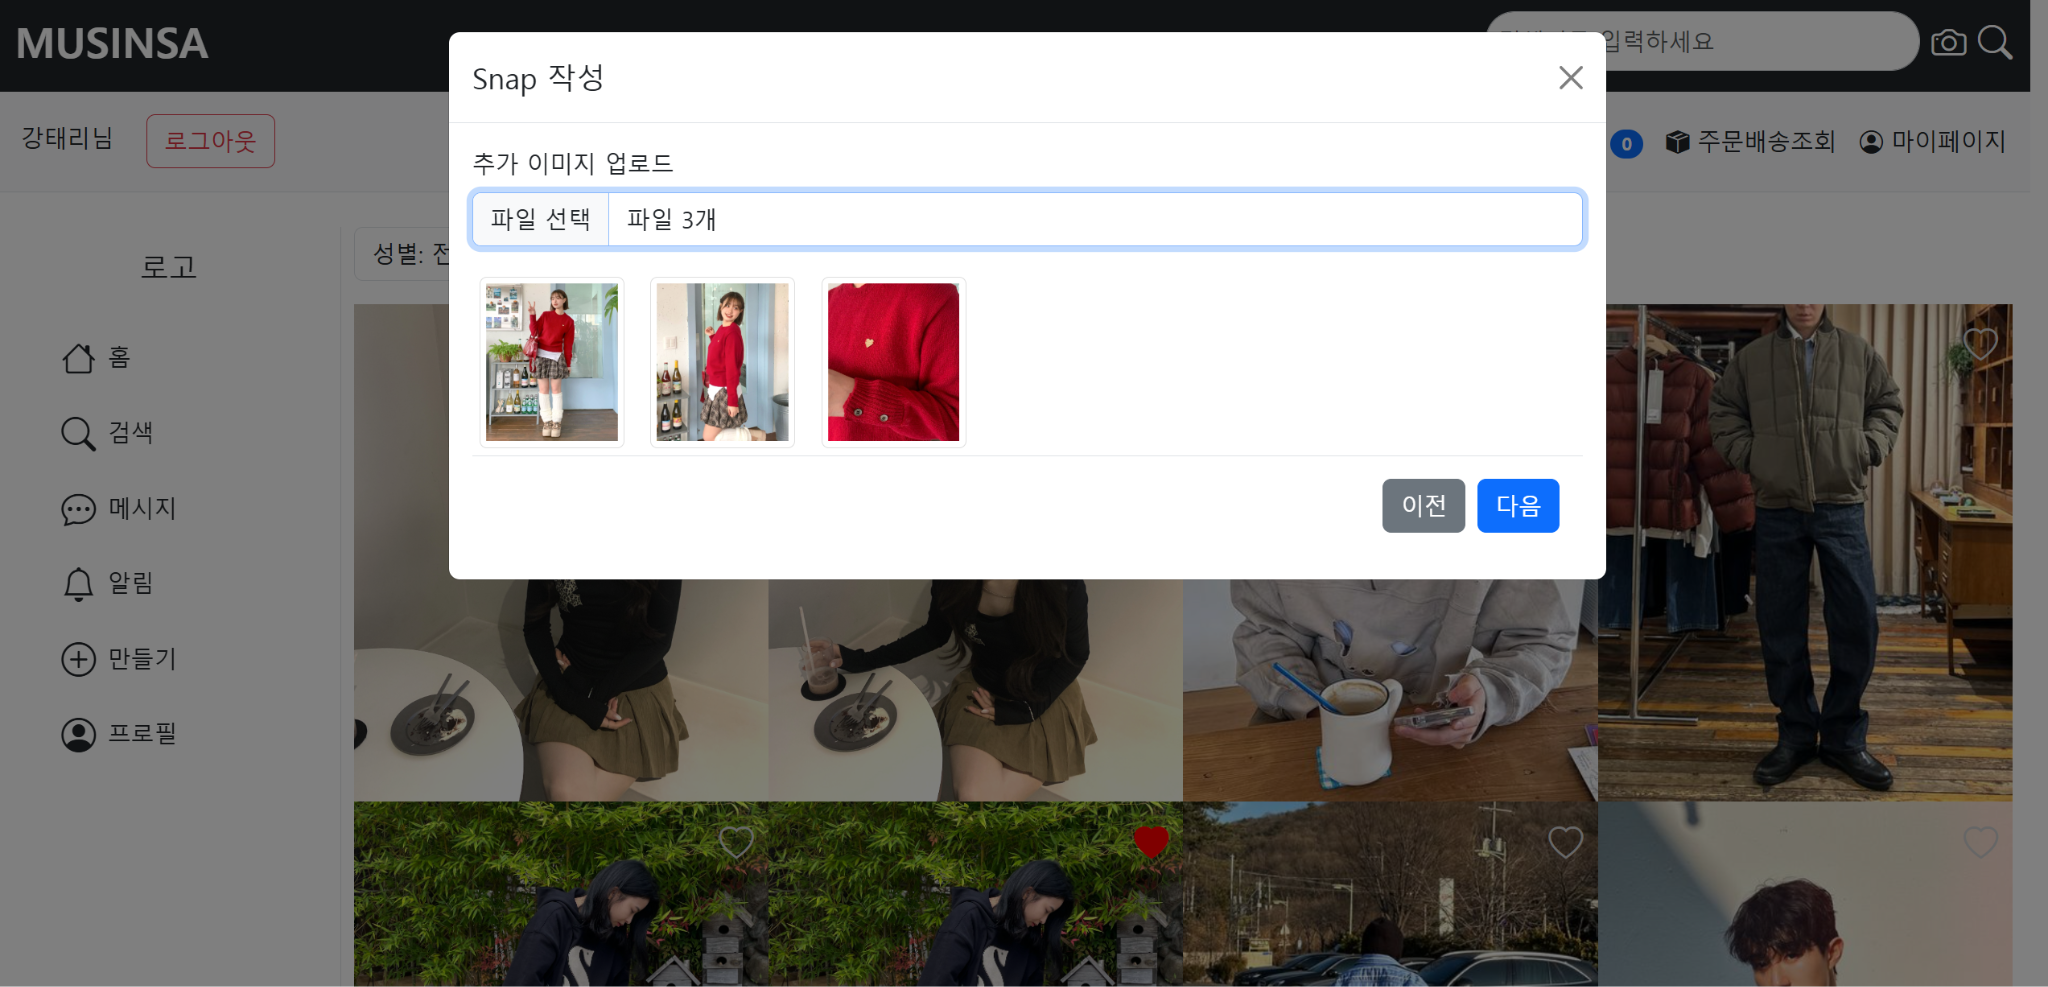 MUSINSA
입력하세요
강태리님
로그아웃
0
주문배송조회
마이페이지
로고
홈
검색
메시지
알림
만들기
프로필
성별: 전
Snap 작성
추가 이미지 업로드
파일 선택
파일 3개
이전
다음
S